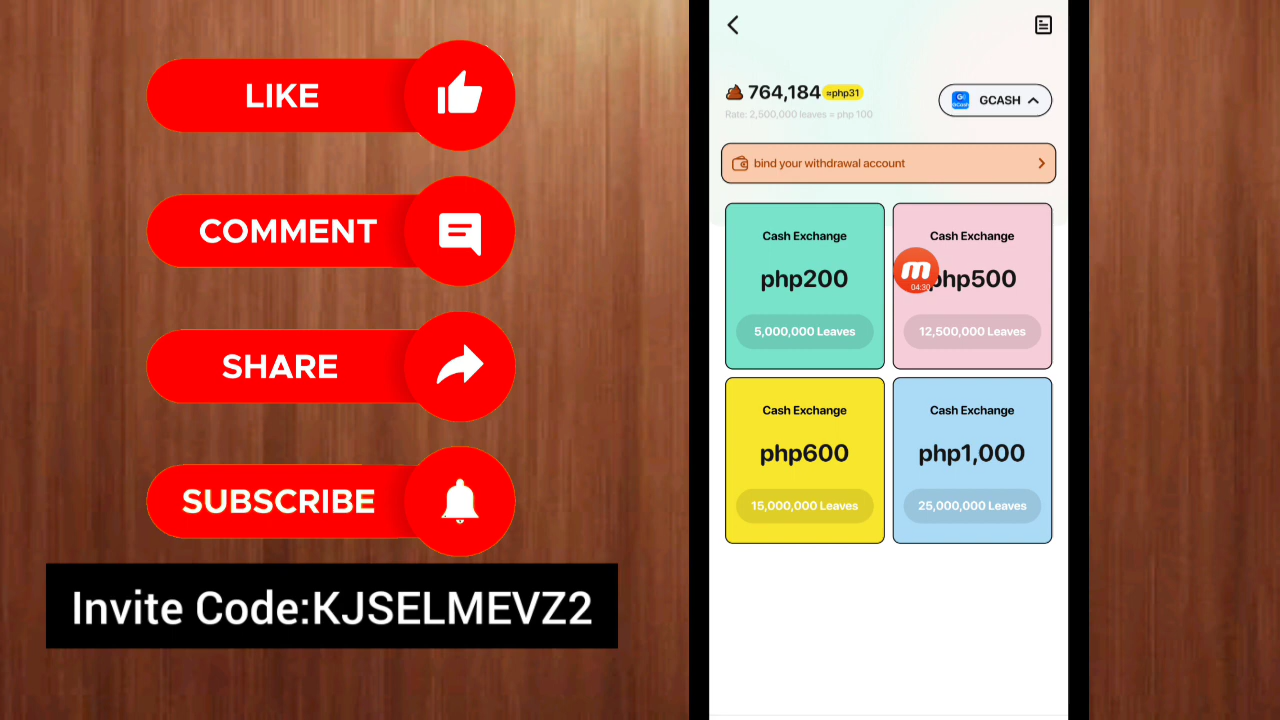 LIKE
COMMENT
SHARE
SUBSCRIBE
Invite Code:KJSELMEVZ2
764,184 ≈php31
Rate: 2,500,000 leaves = php 100
GCASH
bind your withdrawal account
Cash Exchange
php200
5,000,000 Leaves
Cash Exchange
php500
04:30
12,500,000 Leaves
Cash Exchange
php600
15,000,000 Leaves
Cash Exchange
php1,000
25,000,000 Leaves